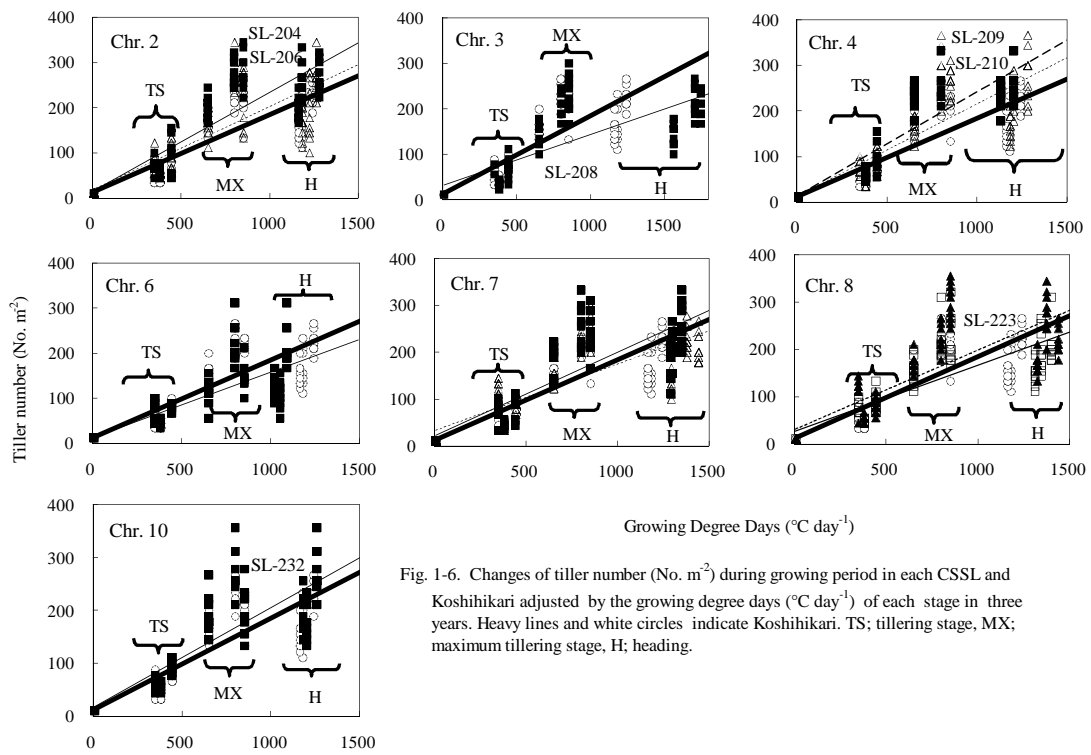 Chr. 2
SL-204
SL-206
TS
MX
H
400
300
200
100
0
0 500 1000 1500
Chr. 3
MX
TS
SL-208
H
400
300
200
100
0
0 500 1000 1500
Chr. 4
SL-209
SL-210
TS
MX
H
400
300
200
100
0
0 500 1000 1500
Tiller number (No. m²)
Chr. 6
H
TS
MX
400
300
200
100
0
0 500 1000 1500
Chr. 7
TS
MX
H
400
300
200
100
0
0 500 1000 1500
Chr. 8
SL-223
TS
MX
H
400
300
200
100
0
0 500 1000 1500
Chr. 10
SL-232
TS
MX
H
400
300
200
100
0
0 500 1000 1500
Growing Degree Days (°C day⁻¹)
Fig. 1-6. Changes of tiller number (No. m⁻²) during growing period in each CSSL and
Koshihikari adjusted by the growing degree days (°C day⁻¹) of each stage in three
years. Heavy lines and white circles indicate Koshihikari. TS; tillering stage, MX;
maximum tillering stage, H; heading.